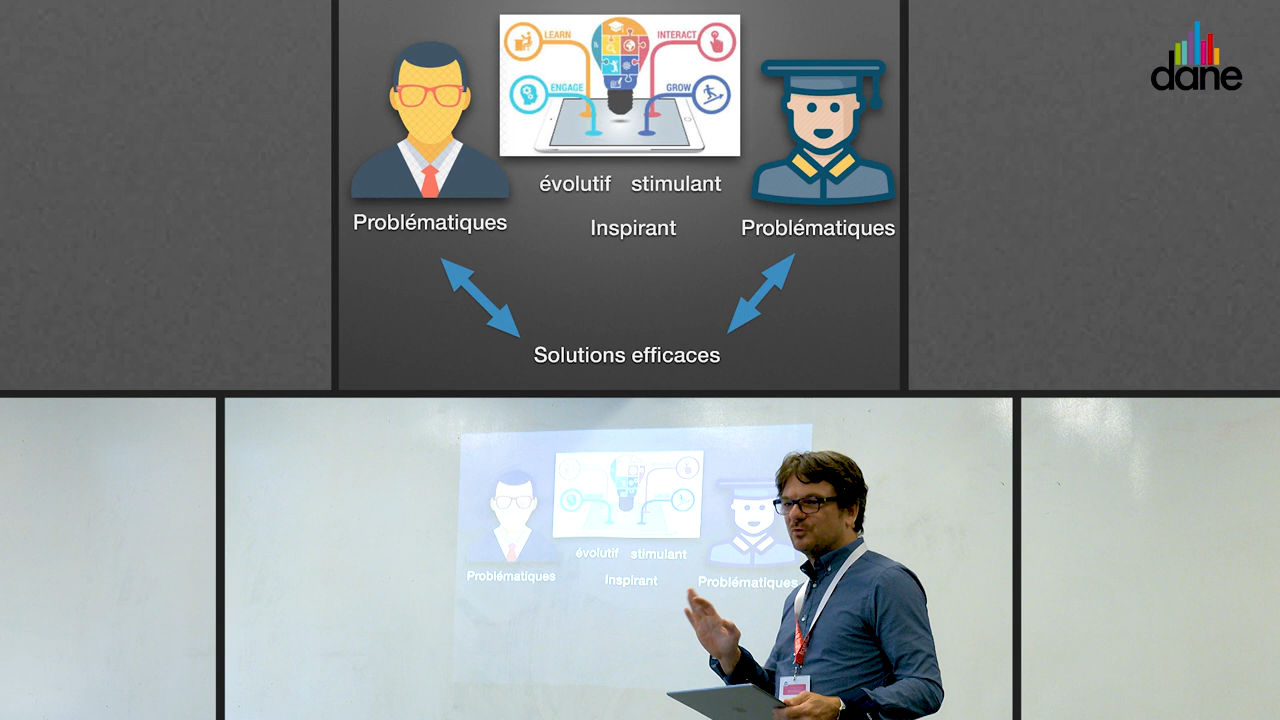 dane
LEARN
INTERACT
ENGAGE
GROW
évolutif stimulant
Problématiques
Inspirant
Problématiques
Solutions efficaces
évolutif stimulant
Problématiques
Inspirant
Problématiques